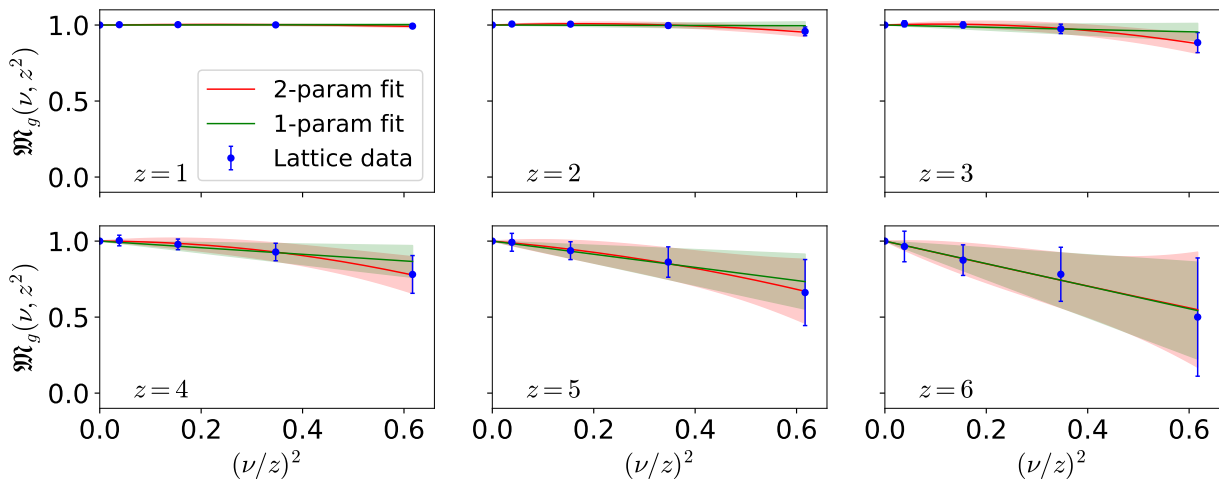 𝔐_g(ν, z²)
1.0
0.5
0.0
2-param fit
1-param fit
Lattice data
z = 1
z = 2
z = 3
𝔐_g(ν, z²)
1.0
0.5
0.0
z = 4
z = 5
z = 6
0.0 0.2 0.4 0.6
0.0 0.2 0.4 0.6
0.0 0.2 0.4 0.6
(ν/z)²
(ν/z)²
(ν/z)²